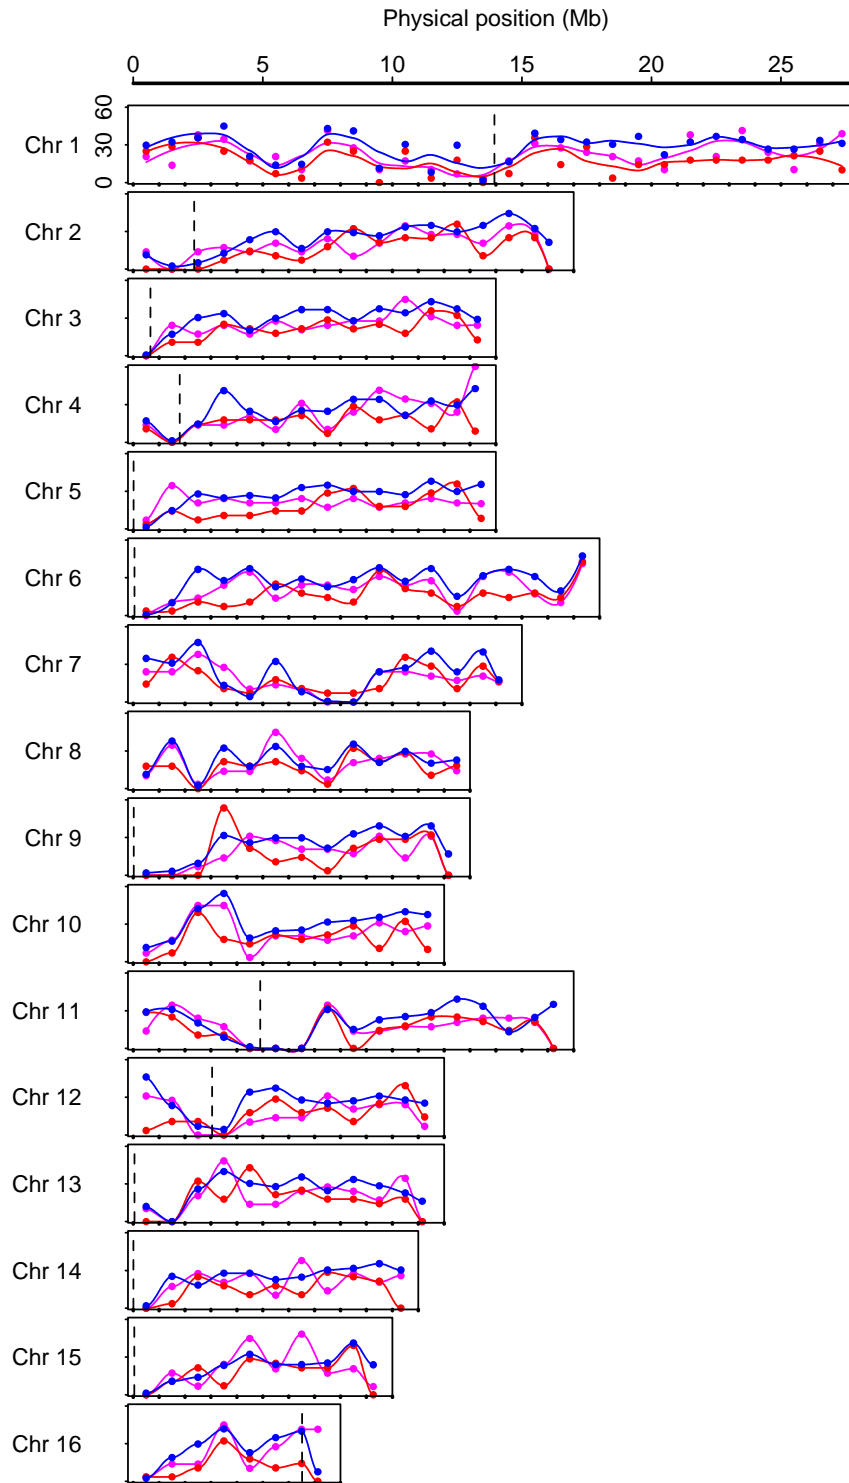 Physical position (Mb)
0 5 10 15 20 25
60
30
0
Chr 1
Chr 2
Chr 3
Chr 4
Chr 5
Chr 6
Chr 7
Chr 8
Chr 9
Chr 10
Chr 11
Chr 12
Chr 13
Chr 14
Chr 15
Chr 16